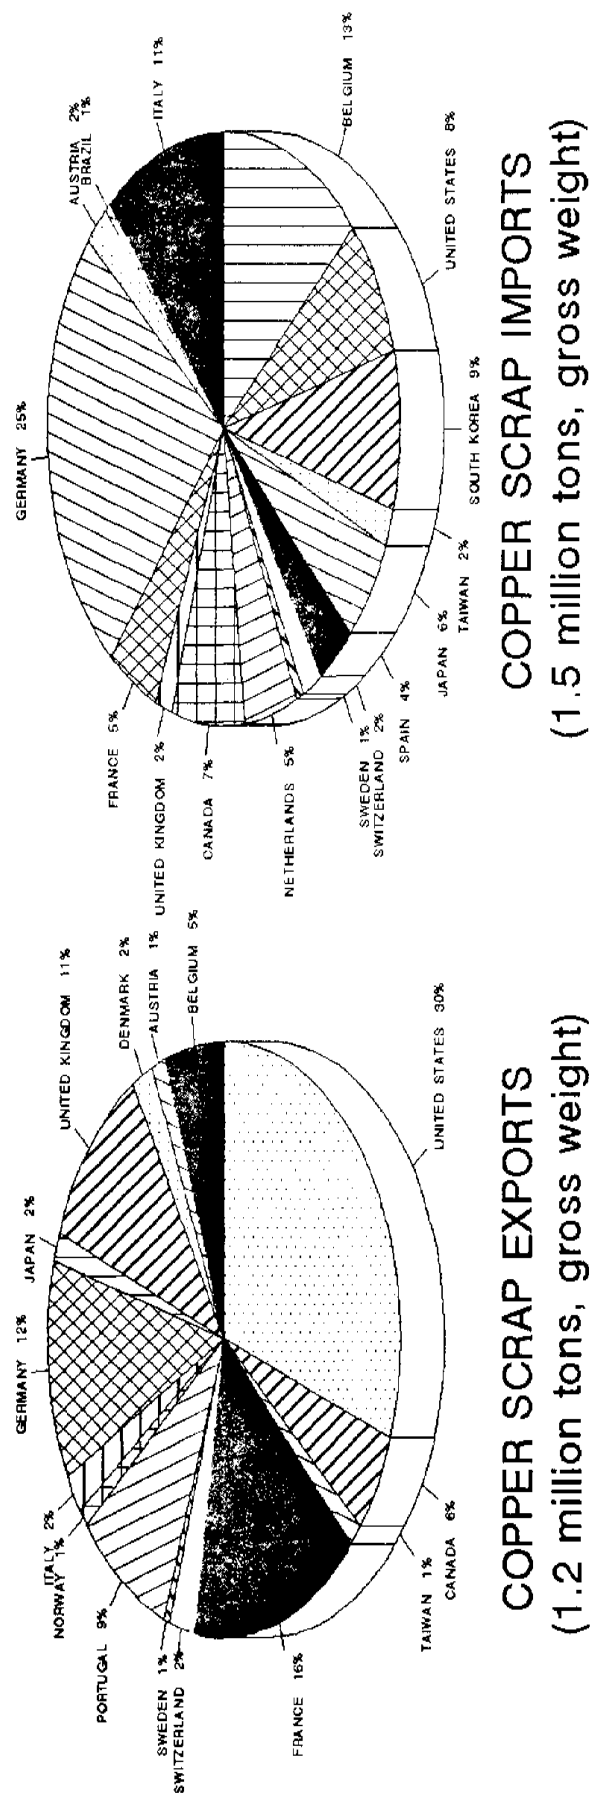 GERMANY 12%
JAPAN 2%
UNITED KINGDOM 11%
ITALY 2%
NORWAY 1%
DENMARK 2%
PORTUGAL 9%
AUSTRIA 1%
SWEDEN 1%
SWITZERLAND 2%
BELGIUM 5%
FRANCE 16%
TAIWAN 1%
CANADA 6%
UNITED STATES 30%
COPPER SCRAP EXPORTS
(1.2 million tons, gross weight)
GERMANY 25%
AUSTRIA 2%
BRAZIL 1%
FRANCE 5%
ITALY 11%
UNITED KINGDOM 2%
CANADA 7%
NETHERLANDS 5%
BELGIUM 13%
SWEDEN 1%
SWITZERLAND 2%
SPAIN 4%
JAPAN 6%
TAIWAN 2%
SOUTH KOREA 9%
UNITED STATES 8%
COPPER SCRAP IMPORTS
(1.5 million tons, gross weight)